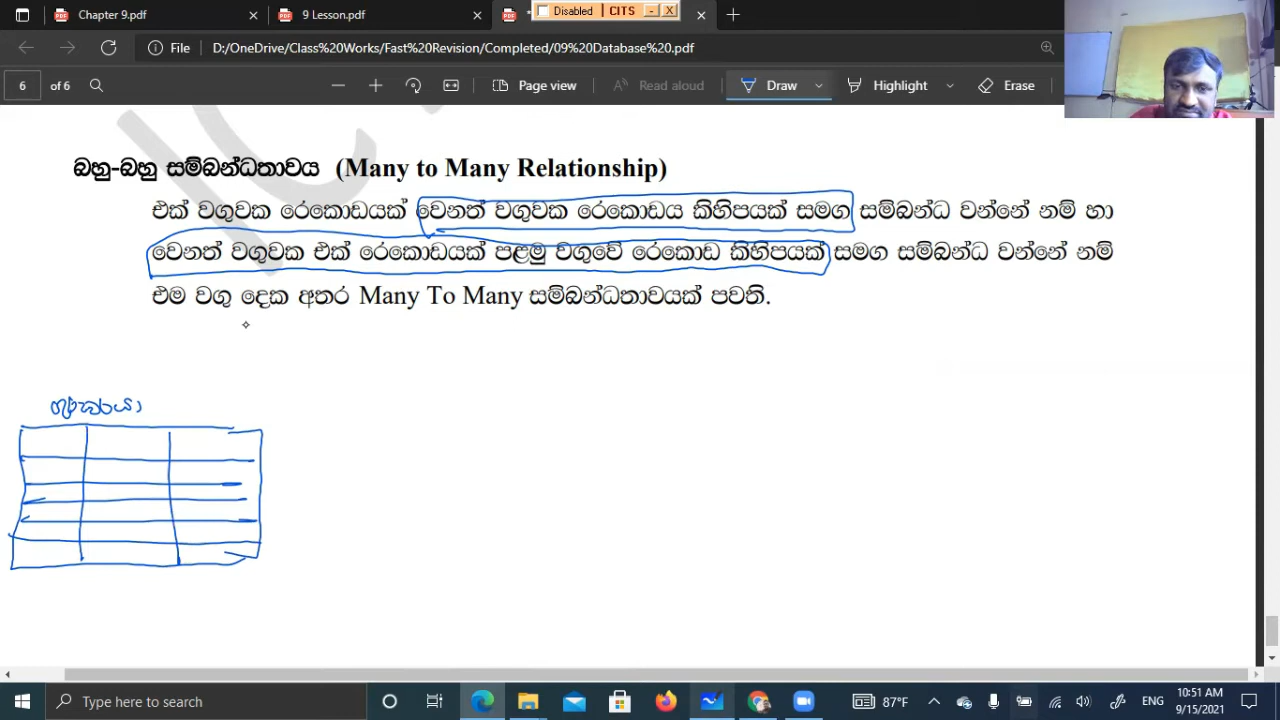 Chapter 9.pdf
9 Lesson.pdf
Disabled | CITS
File D:/OneDrive/Class%20Works/Fast%20Revision/Completed/09%20Database%20.pdf
6 of 6 Page view Read aloud Draw Highlight Erase
බහු-බහු සම්බන්ධතාවය (Many to Many Relationship)
එක් වගුවක රෙකොඩයක් වෙනත් වගුවක රෙකොඩය කිහිපයක් සමග සම්බන්ධ වන්නේ නම් හා
වෙනත් වගුවක එක් රෙකොඩයක් පළමු වගුවේ රෙකොඩ කිහිපයක් සමග සම්බන්ධ වන්නේ නම්
එම වගු දෙක අතර Many To Many සම්බන්ධතාවයක් පවතී.
Type here to search
87°F ENG 10:51 AM
9/15/2021